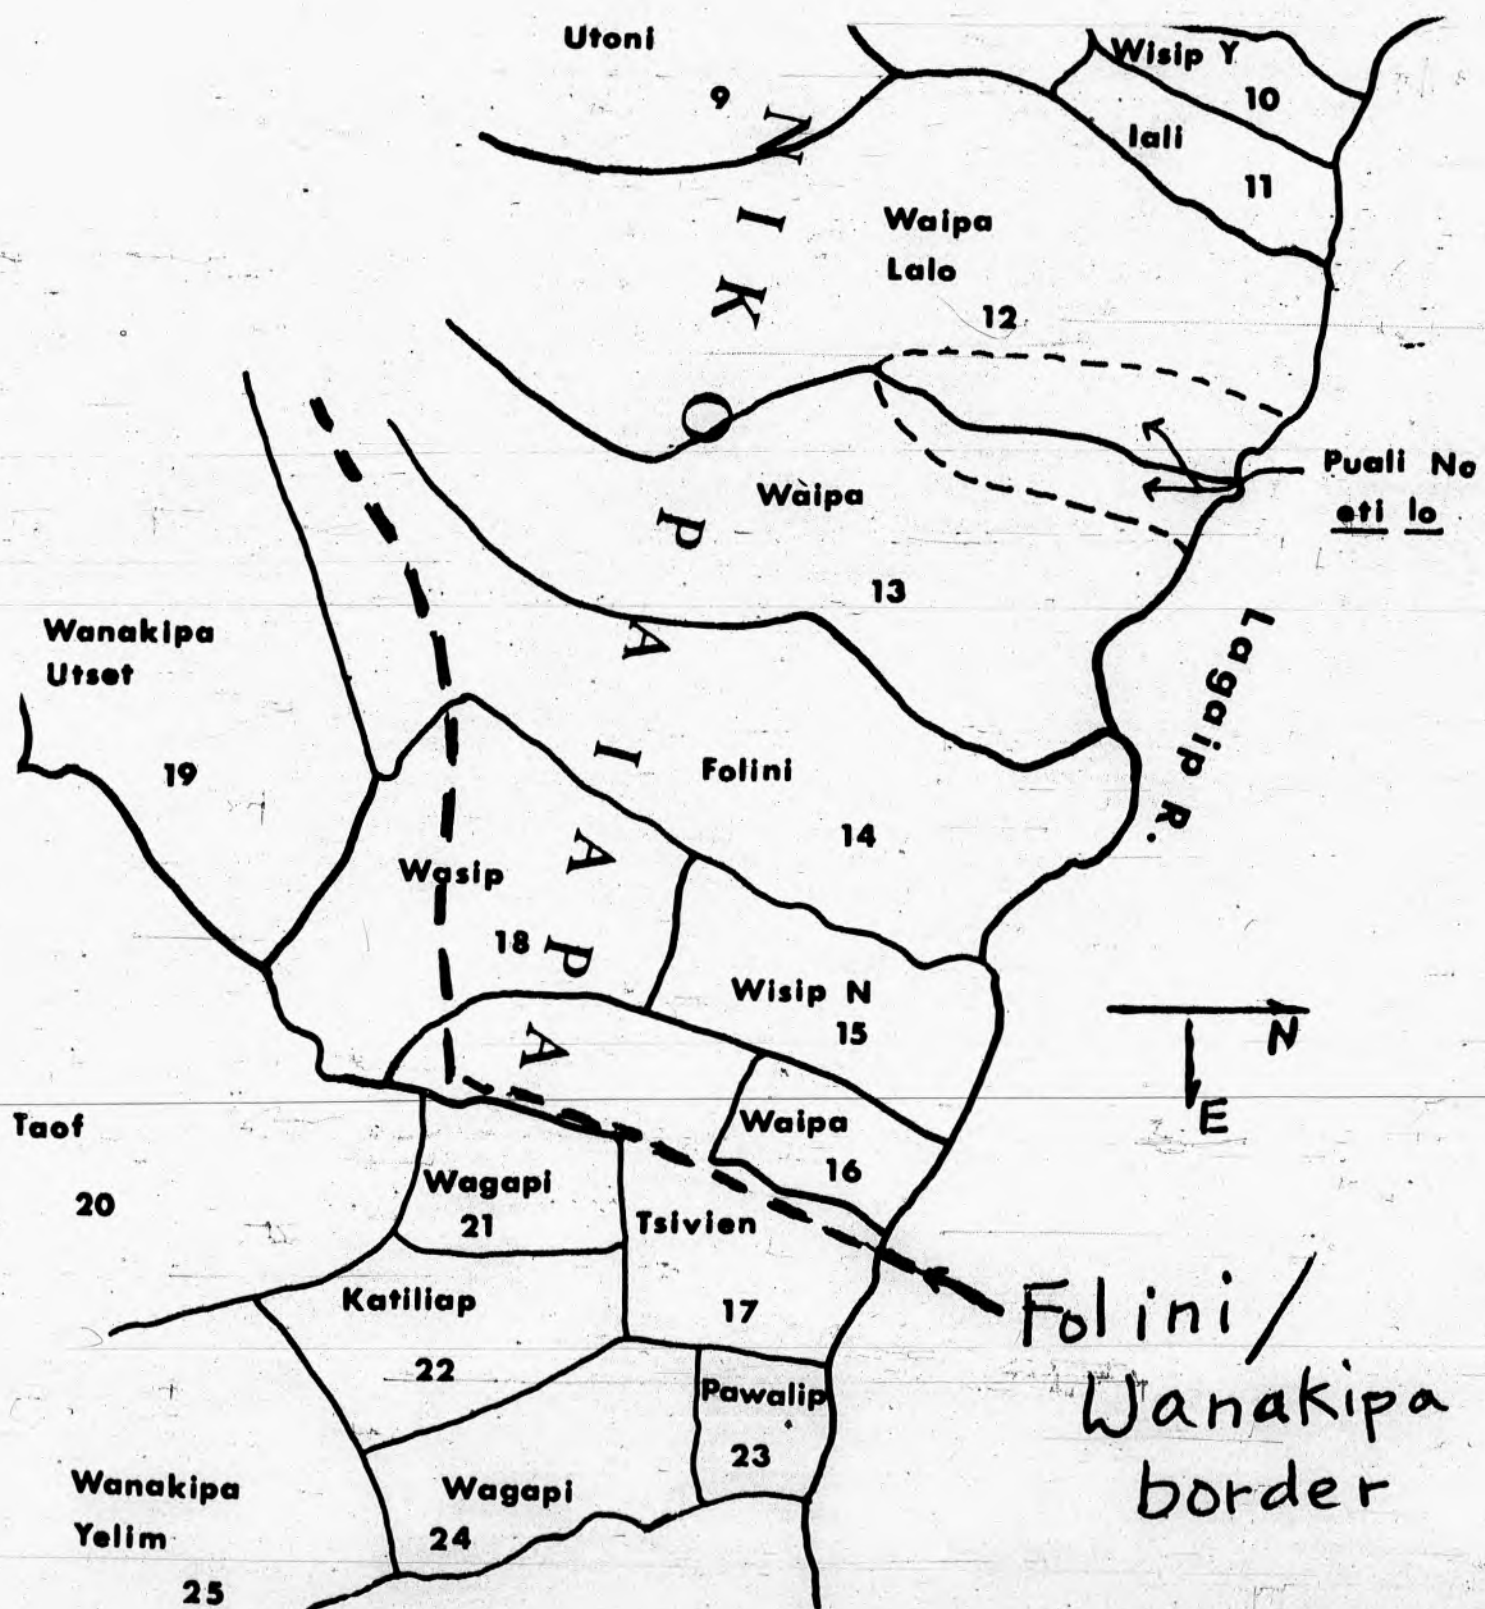 Utoni
9
Wisip Y
10
Iali
11
Waipa
Lalo
12
Puali No
eti lo
Waipa
13
NIKOPAIAPA
Lagaip R.
Wanakipa
Utset
19
Folini
14
Wasip
18
Wisip N
15
N
E
Taof
20
Waipa
16
Wagapi
21
Tsivien
17
Katiliap
22
Folini/
Wanakipa
border
Pawalip
23
Wagapi
24
Wanakipa
Yelim
25